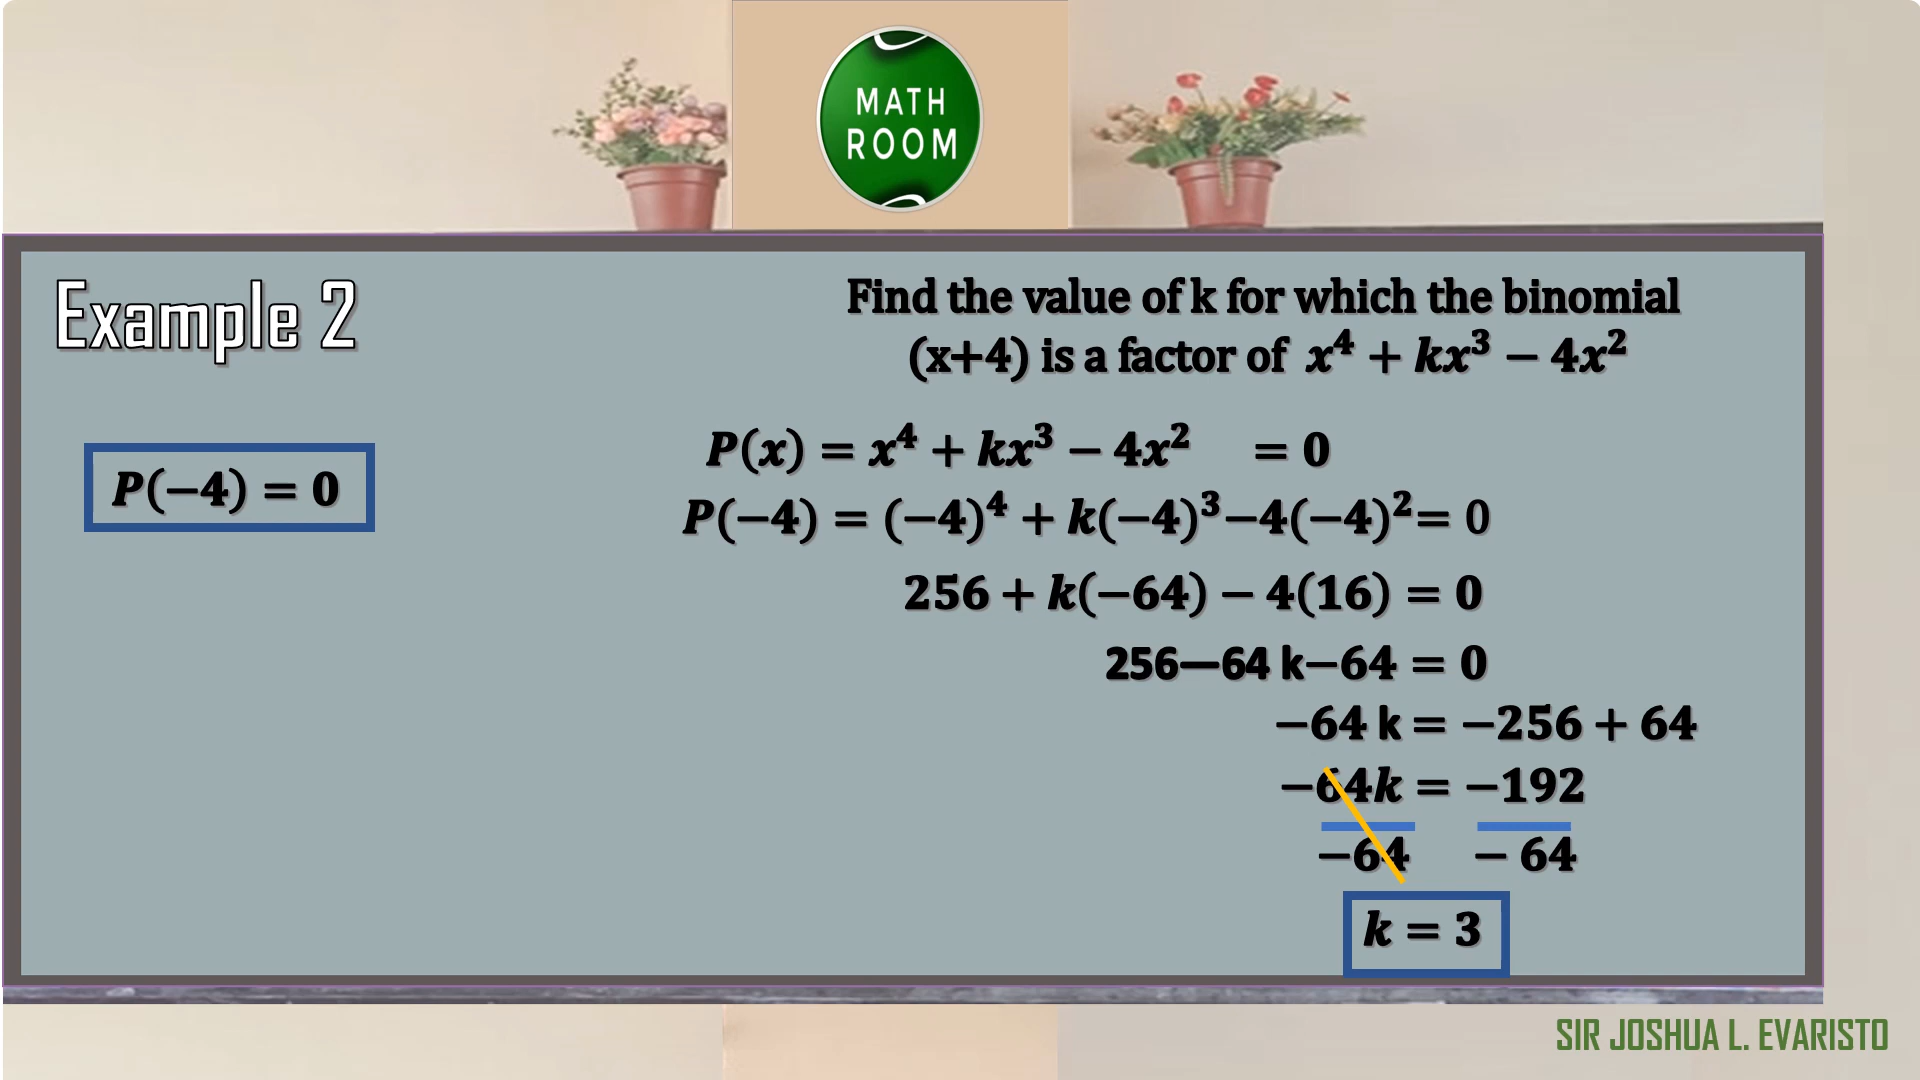 MATH
ROOM
Example 2
Find the value of k for which the binomial
(x+4) is a factor of x⁴ + kx³ − 4x²
P(−4) = 0
P(x) = x⁴ + kx³ − 4x² = 0
P(−4) = (−4)⁴ + k(−4)³−4(−4)²= 0
256 + k(−64) − 4(16) = 0
256—64 k−64 = 0
−64 k = −256 + 64
−64k = −192
−64 − 64
k = 3
SIR JOSHUA L. EVARISTO